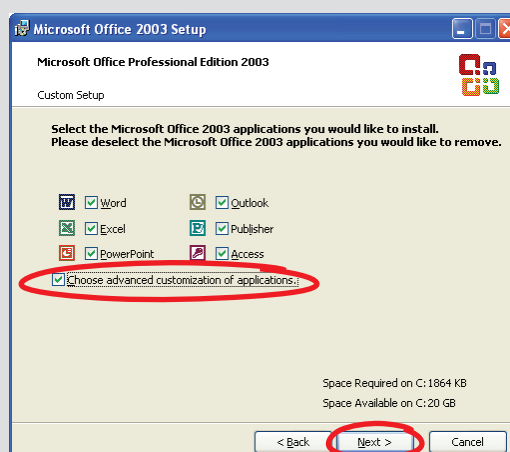 Microsoft Office 2003 Setup
Microsoft Office Professional Edition 2003
Custom Setup
Select the Microsoft Office 2003 applications you would like to install.
Please deselect the Microsoft Office 2003 applications you would like to remove.
Word Outlook
Excel Publisher
PowerPoint Access
Choose advanced customization of applications.
Space Required on C: 1864 KB
Space Available on C: 20 GB
< Back Next > Cancel